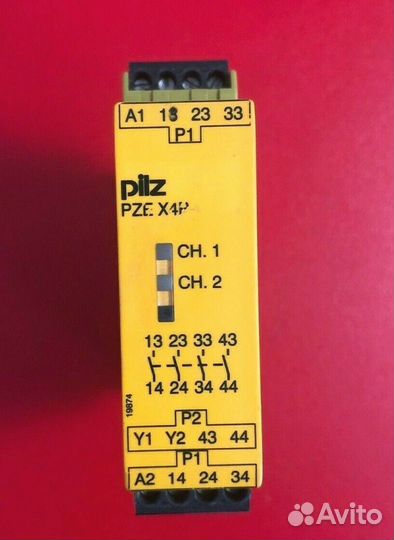 A1 13 23 33
P1
pilz
PZE X4P
CH. 1
CH. 2
13 23 33 43
14 24 34 44
19874
P2
Y1 Y2 43 44
P1
A2 14 24 34
Avito